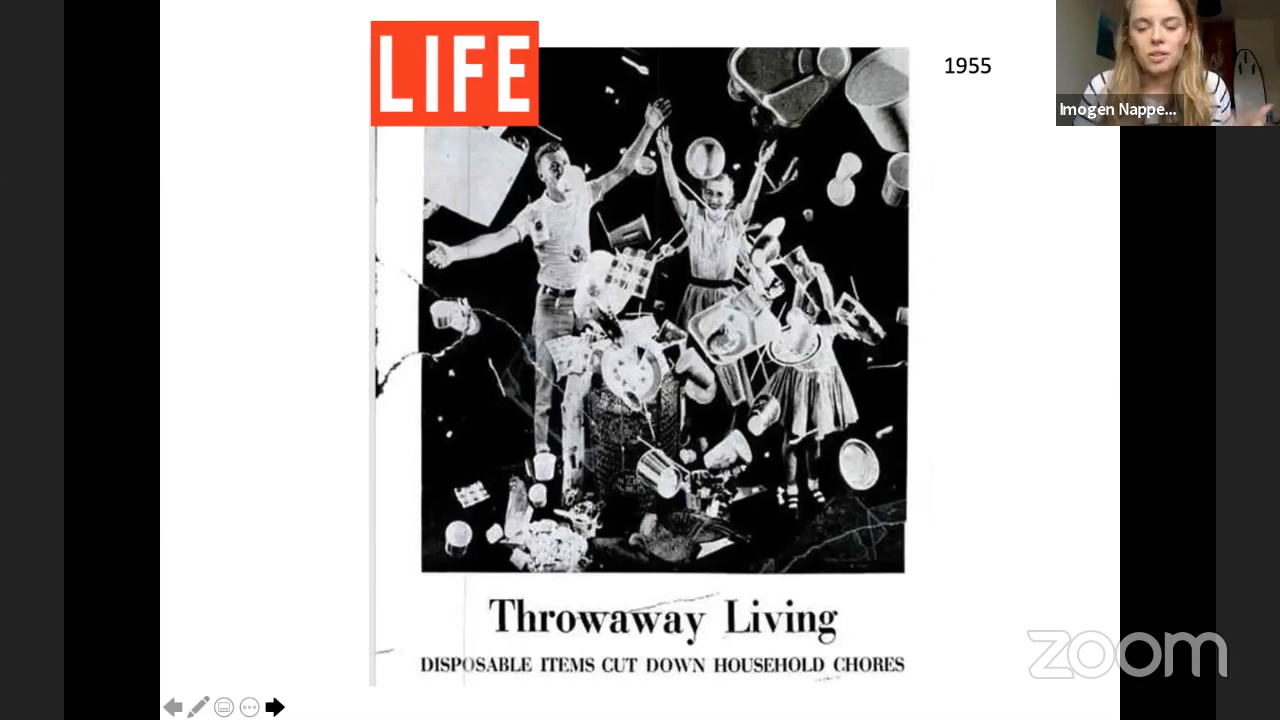 LIFE
1955
Imogen Nappe...
Throwaway Living
DISPOSABLE ITEMS CUT DOWN HOUSEHOLD CHORES
zoom